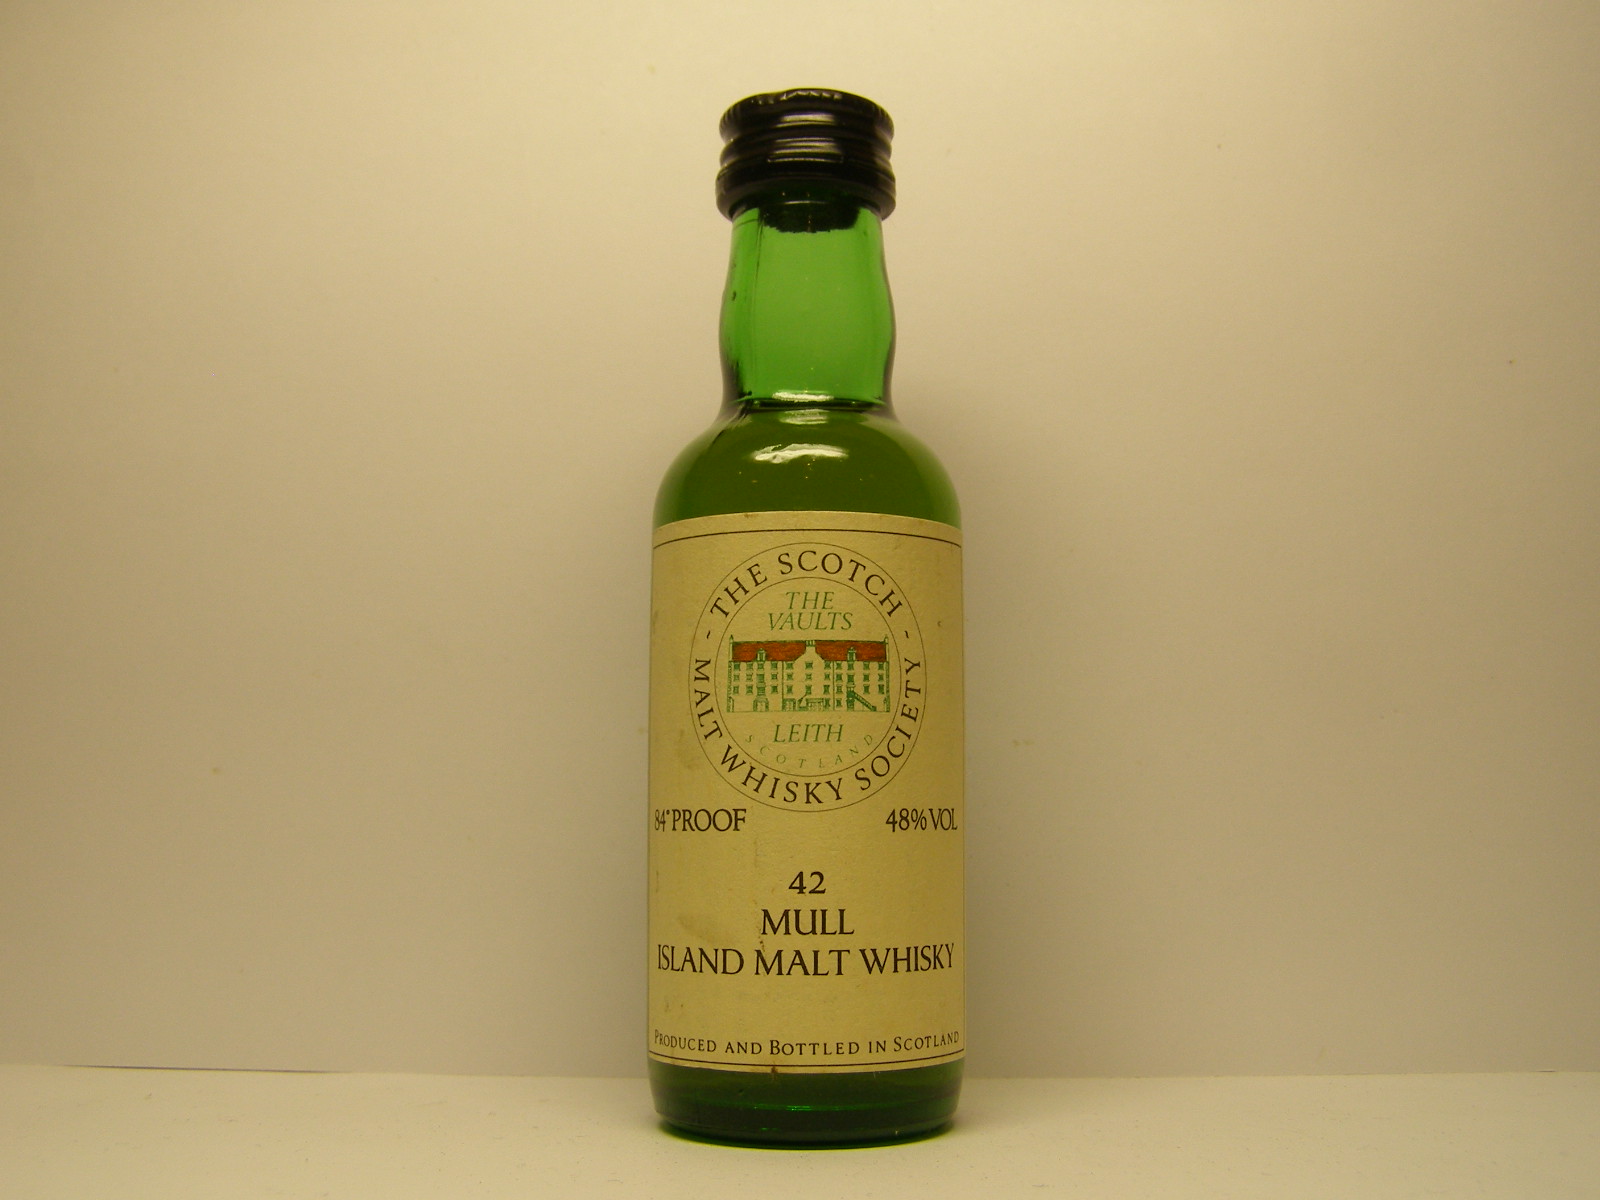 THE SCOTCH
MALT WHISKY SOCIETY
THE
VAULTS
LEITH
SCOTLAND
84° PROOF 48% VOL
42
MULL
ISLAND MALT WHISKY
PRODUCED AND BOTTLED IN SCOTLAND